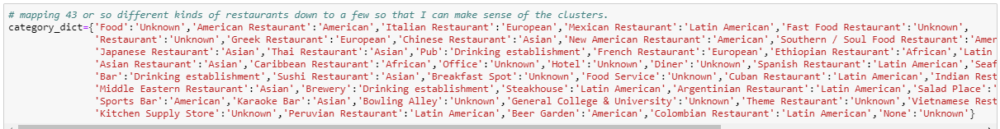 # mapping 43 or so different kinds of restaurants down to a few so that I can make sense of the clusters.
category_dict={'Food':'Unknown','American Restaurant':'American','Italian Restaurant':'European','Mexican Restaurant':'Latin American','Fast Food Restaurant':'Unknown',
'Restaurant':'Unknown','Greek Restaurant':'European','Chinese Restaurant':'Asian','New American Restaurant':'American','Southern / Soul Food Restaurant':'Amer
'Japanese Restaurant':'Asian','Thai Restaurant':'Asian','Pub':'Drinking establishment','French Restaurant':'European','Ethiopian Restaurant':'African','Latin
'Asian Restaurant':'Asian','Caribbean Restaurant':'African','Office':'Unknown','Hotel':'Unknown','Diner':'Unknown','Spanish Restaurant':'Latin American','Seaf
'Bar':'Drinking establishment','Sushi Restaurant':'Asian','Breakfast Spot':'Unknown','Food Service':'Unknown','Cuban Restaurant':'Latin American','Indian Rest
'Middle Eastern Restaurant':'Asian','Brewery':'Drinking establishment','Steakhouse':'Latin American','Argentinian Restaurant':'Latin American','Salad Place':'
'Sports Bar':'American','Karaoke Bar':'Asian','Bowling Alley':'Unknown','General College & University':'Unknown','Theme Restaurant':'Unknown','Vietnamese Rest
'Kitchen Supply Store':'Unknown','Peruvian Restaurant':'Latin American','Beer Garden':'American','Colombian Restaurant':'Latin American','None':'Unknown'}